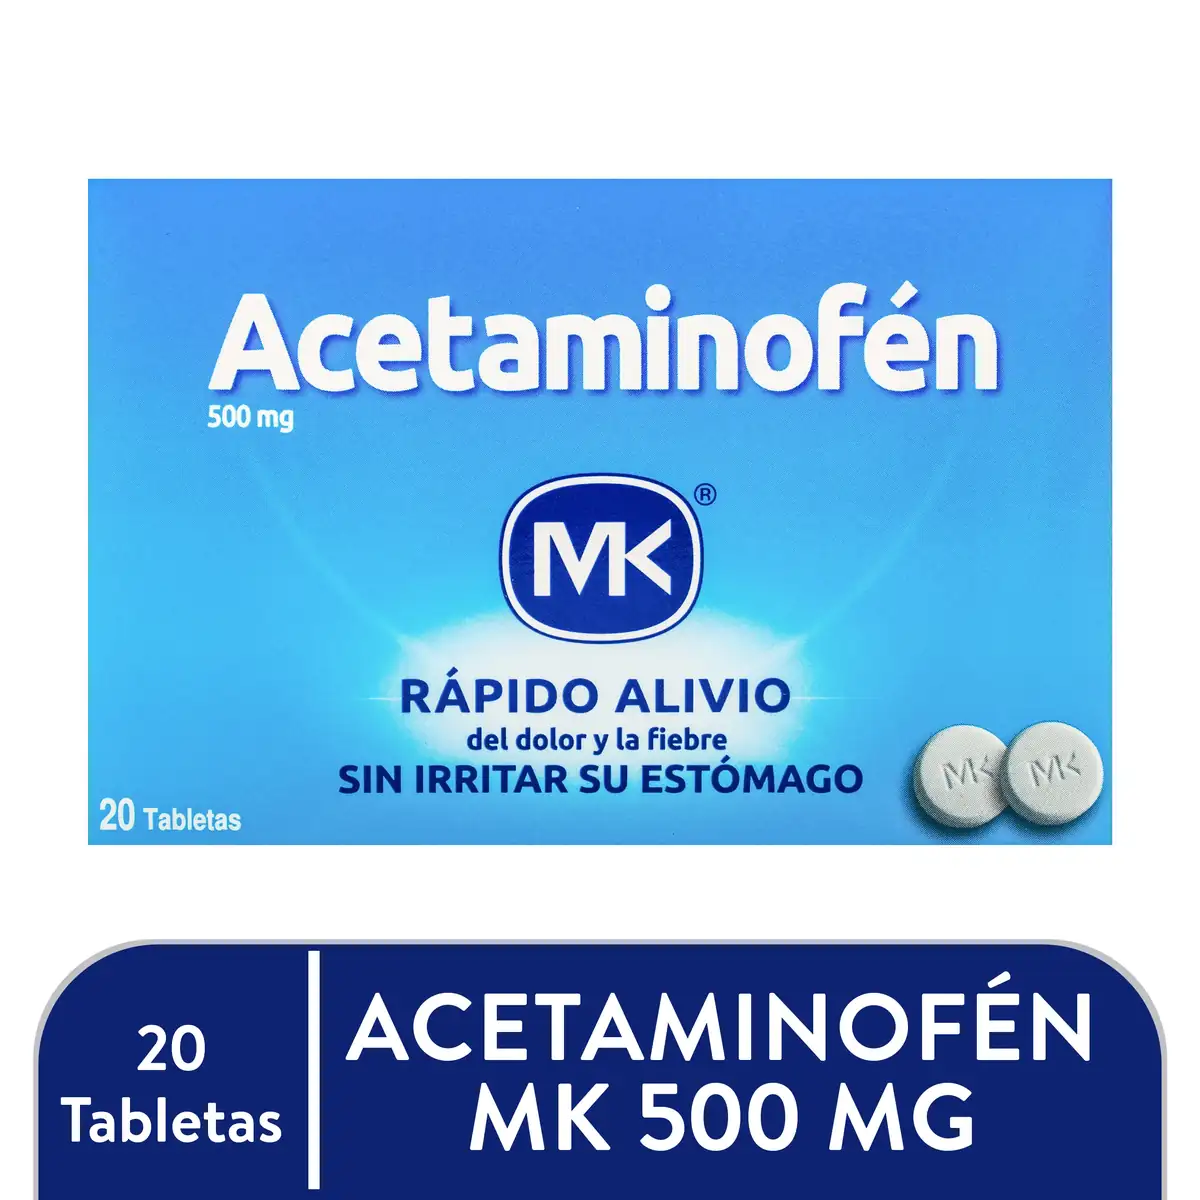 Acetaminofén
500 mg
MK®
RÁPIDO ALIVIO
del dolor y la fiebre
SIN IRRITAR SU ESTÓMAGO
20 Tabletas
MK MK
20
Tabletas
ACETAMINOFÉN
MK 500 MG